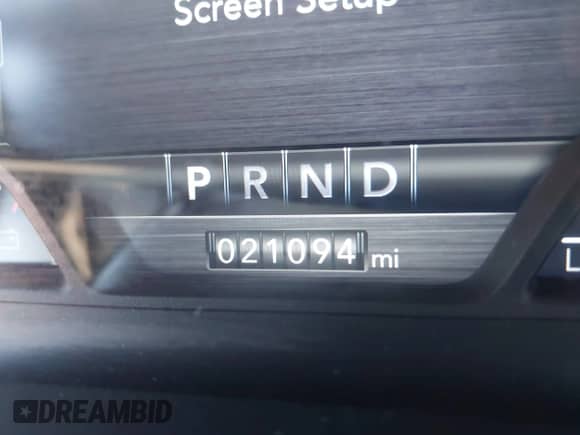 Screen Setup
P R N D
021094 mi
DREAMBID